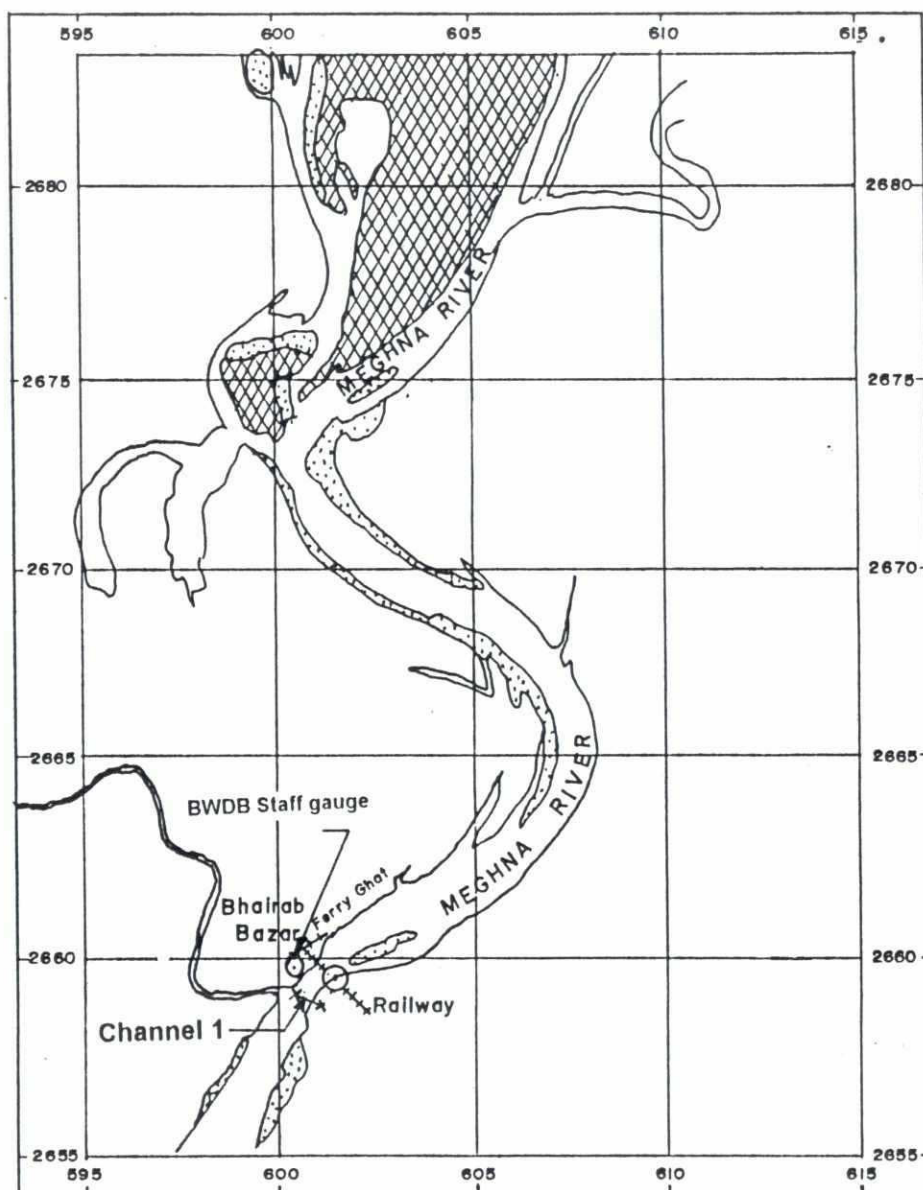 595 600 605 610 615
2680 2680
MEGHNA RIVER
2675 2675
2670 2670
MEGHNA RIVER
2665 2665
BWDB Staff gauge
Ferry Ghat
Bhairab
Bazar
2660 2660
Railway
Channel 1
2655 2655
595 600 605 610 615